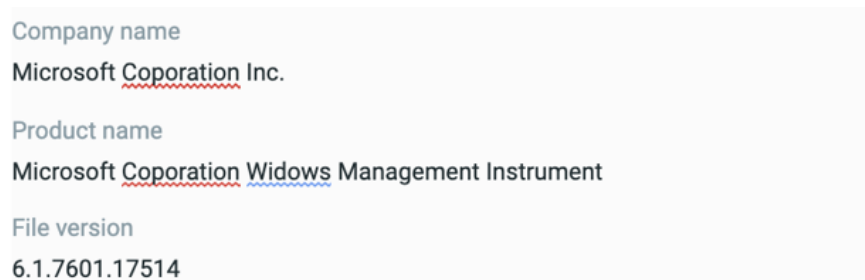 Company name
Microsoft Coporation Inc.
Product name
Microsoft Coporation Widows Management Instrument
File version
6.1.7601.17514